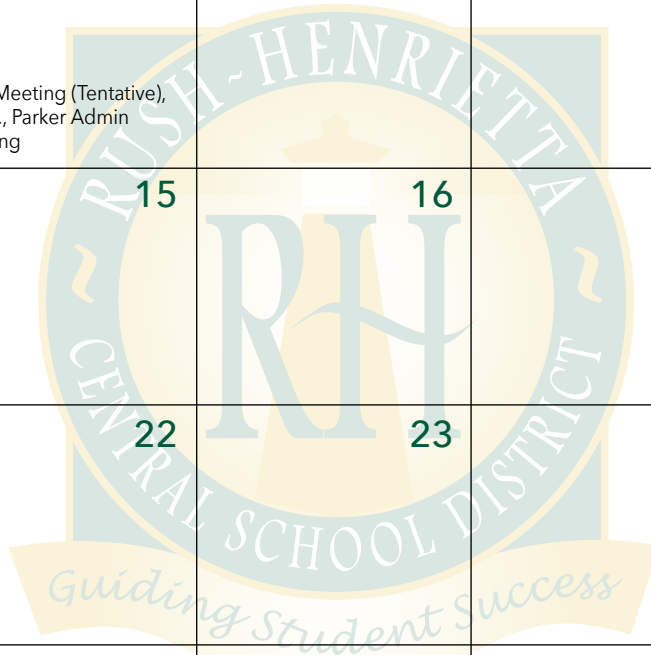 Meeting (Tentative),
., Parker Admin
ng
15
16
22
23
RUSH-HENRIETTA
RH
CENTRAL SCHOOL DISTRICT
Guiding Student Success